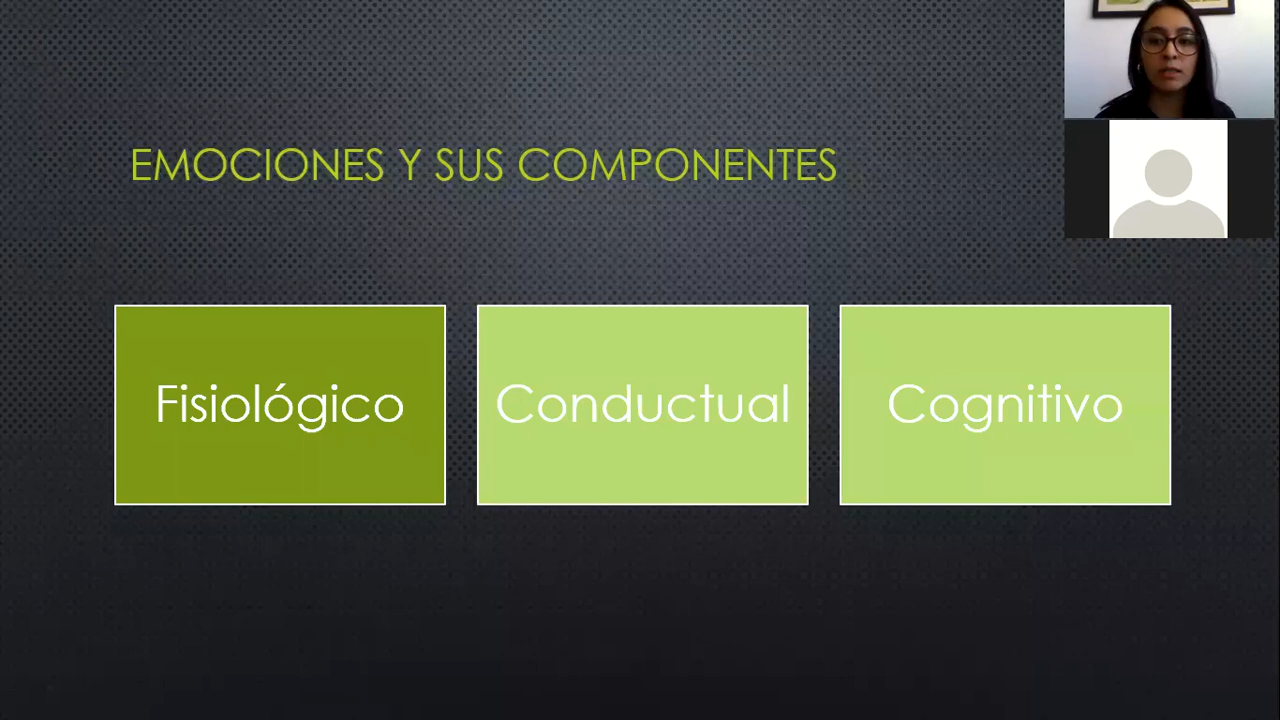 EMOCIONES Y SUS COMPONENTES
Fisiológico
Conductual
Cognitivo